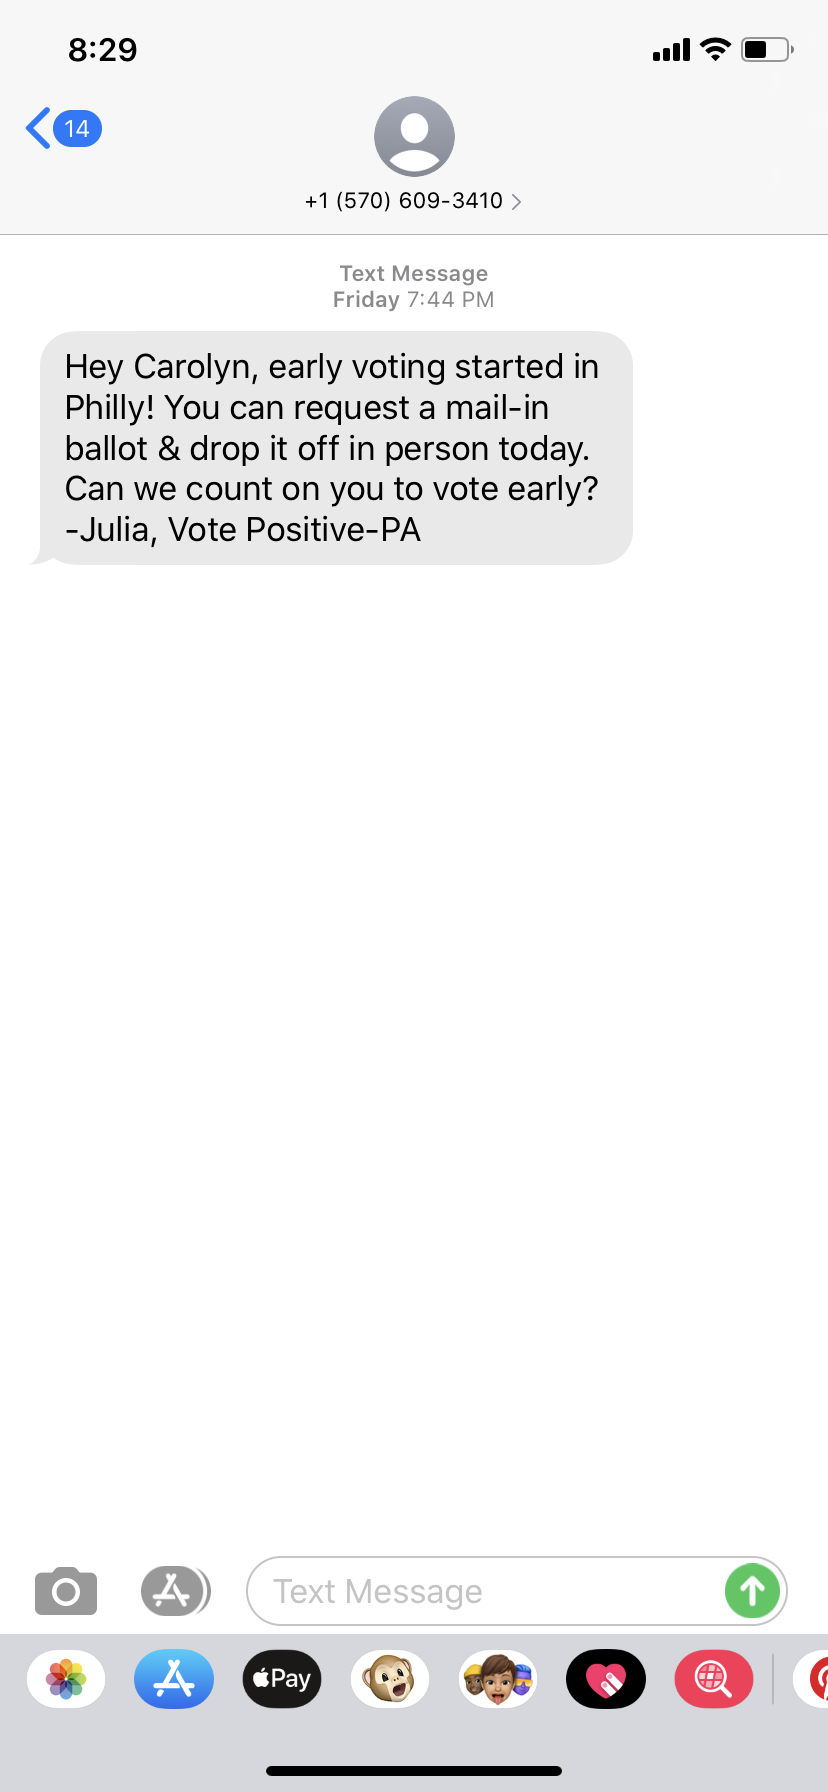 8:29
14
+1 (570) 609-3410
Text Message
Friday 7:44 PM
Hey Carolyn, early voting started in
Philly! You can request a mail-in
ballot & drop it off in person today.
Can we count on you to vote early?
-Julia, Vote Positive-PA
Text Message
Pay